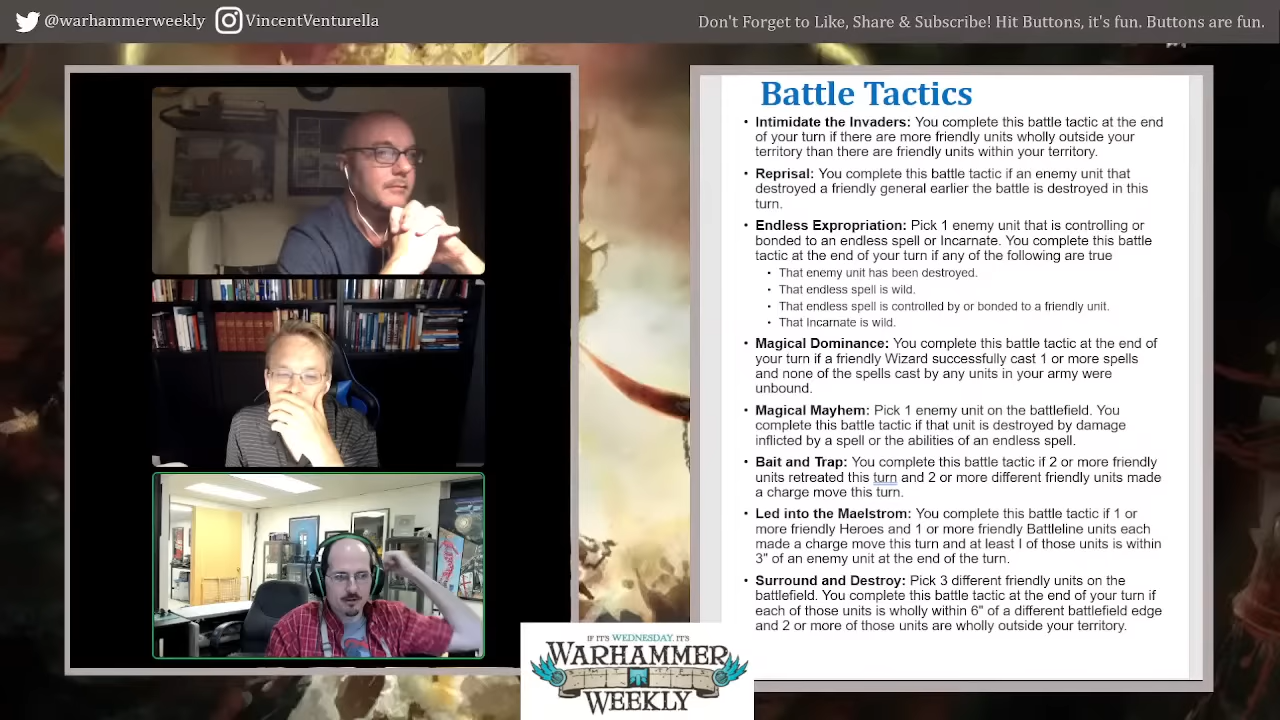 @warhammerweekly VincentVenturella
Don't Forget to Like, Share & Subscribe! Hit Buttons, it's fun. Buttons are fun.
Battle Tactics
• Intimidate the Invaders: You complete this battle tactic at the end
of your turn if there are more friendly units wholly outside your
territory than there are friendly units within your territory.
• Reprisal: You complete this battle tactic if an enemy unit that
destroyed a friendly general earlier the battle is destroyed in this
turn.
• Endless Expropriation: Pick 1 enemy unit that is controlling or
bonded to an endless spell or Incarnate. You complete this battle
tactic at the end of your turn if any of the following are true
• That enemy unit has been destroyed.
• That endless spell is wild.
• That endless spell is controlled by or bonded to a friendly unit.
• That Incarnate is wild.
• Magical Dominance: You complete this battle tactic at the end of
your turn if a friendly Wizard successfully cast 1 or more spells
and none of the spells cast by any units in your army were
unbound.
• Magical Mayhem: Pick 1 enemy unit on the battlefield. You
complete this battle tactic if that unit is destroyed by damage
inflicted by a spell or the abilities of an endless spell.
• Bait and Trap: You complete this battle tactic if 2 or more friendly
units retreated this turn and 2 or more different friendly units made
a charge move this turn.
• Led into the Maelstrom: You complete this battle tactic if 1 or
more friendly Heroes and 1 or more friendly Battleline units each
made a charge move this turn and at least I of those units is within
3" of an enemy unit at the end of the turn.
• Surround and Destroy: Pick 3 different friendly units on the
battlefield. You complete this battle tactic at the end of your turn if
each of those units is wholly within 6" of a different battlefield edge
and 2 or more of those units are wholly outside your territory.
IF IT'S WEDNESDAY, IT'S
WARHAMMER
WEEKLY